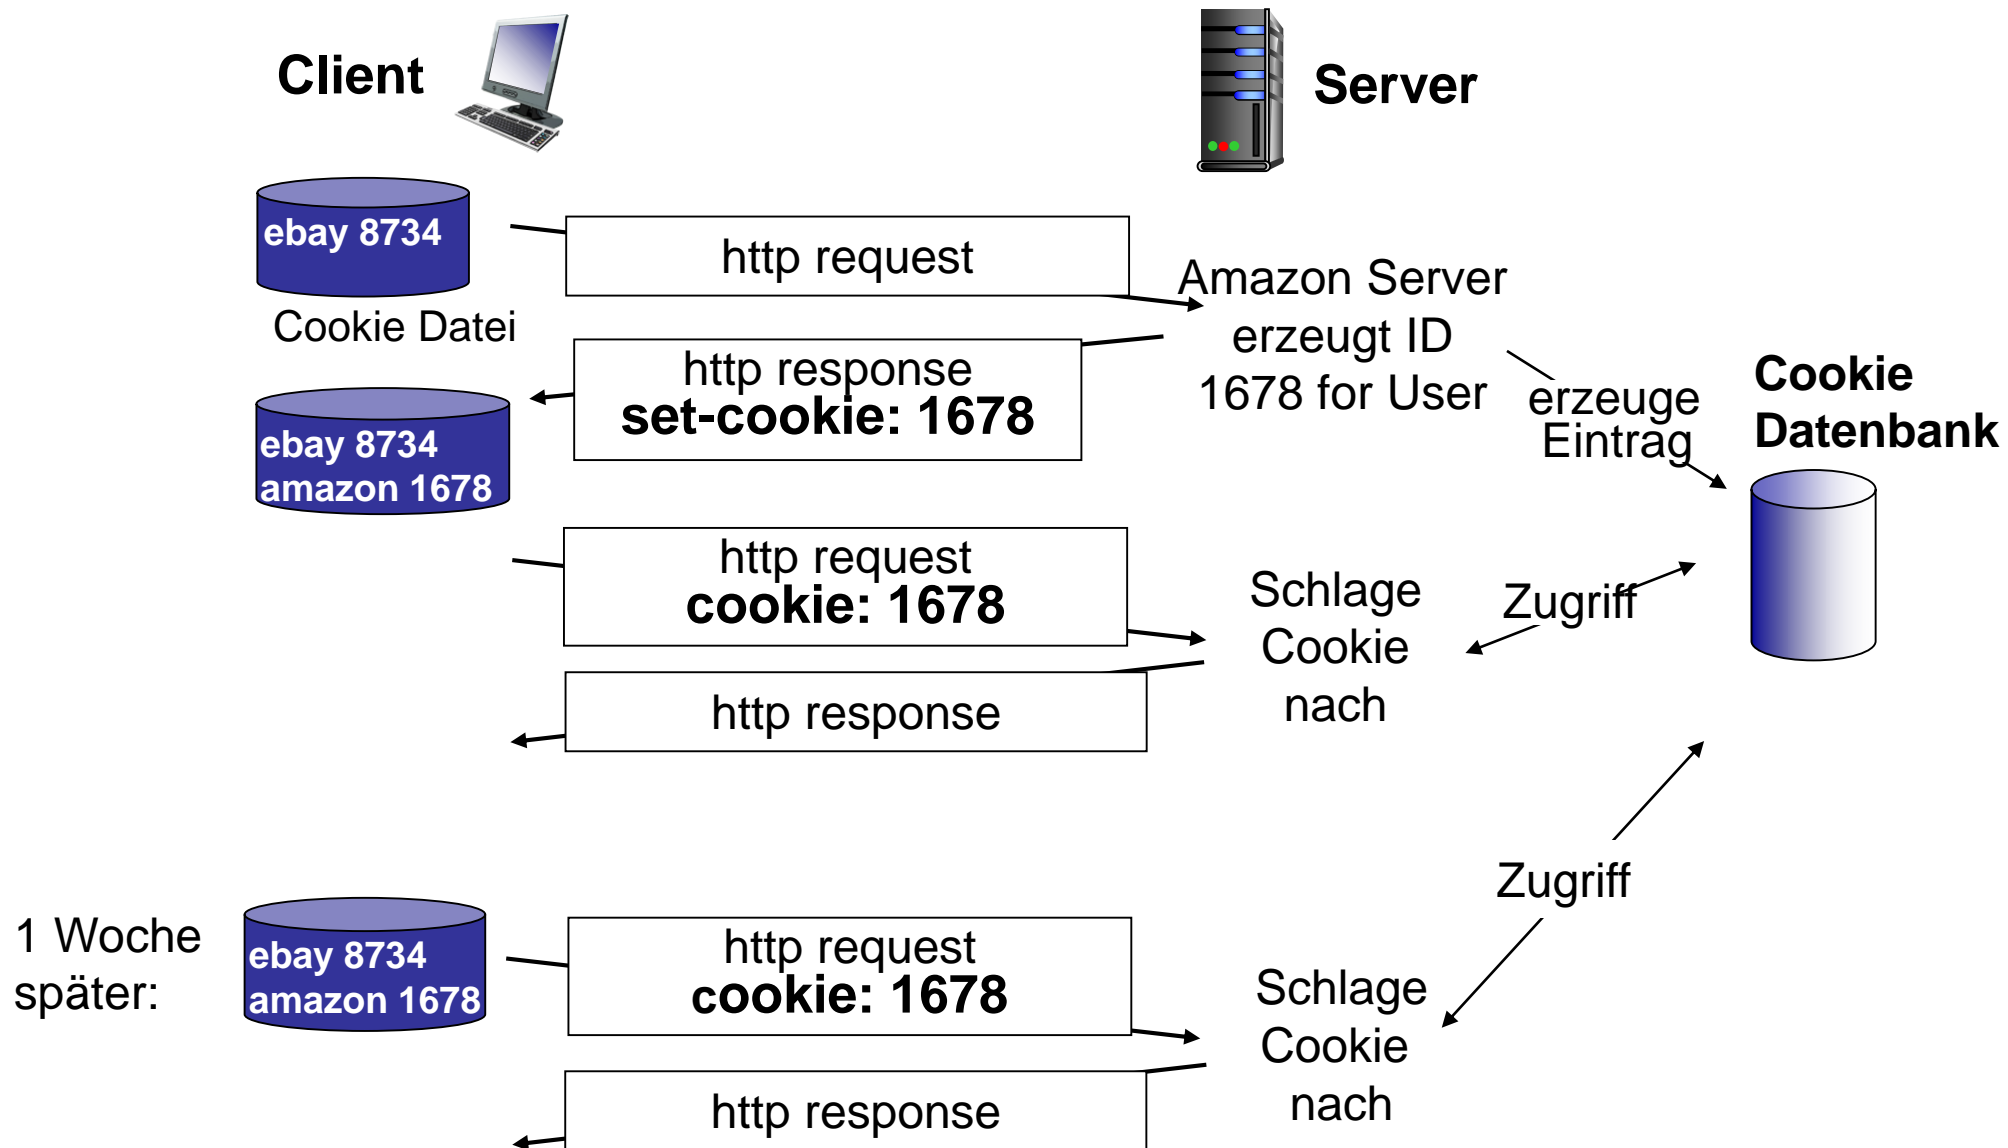 Client
Server
ebay 8734
Cookie Datei
http request
Amazon Server
erzeugt ID
1678 for User
http response
set-cookie: 1678
erzeuge
Eintrag
Cookie
Datenbank
ebay 8734
amazon 1678
http request
cookie: 1678
Schlage
Cookie
nach
Zugriff
http response
Zugriff
1 Woche
später:
ebay 8734
amazon 1678
http request
cookie: 1678
Schlage
Cookie
nach
http response